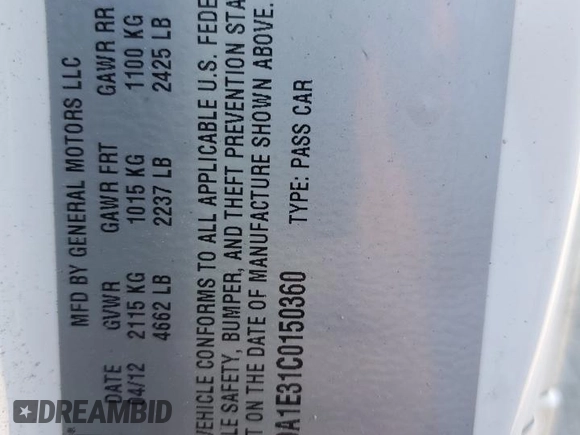 MFD BY GENERAL MOTORS LLC
DATE GVWR GAWR FRT GAWR RR
04/12 2115 KG 1015 KG 1100 KG
4662 LB 2237 LB 2425 LB
VEHICLE CONFORMS TO ALL APPLICABLE U.S. FEDE
LE SAFETY, BUMPER, AND THEFT PREVENTION STA
T ON THE DATE OF MANUFACTURE SHOWN ABOVE.
A1E31C0150360 TYPE: PASS CAR
DREAMBID